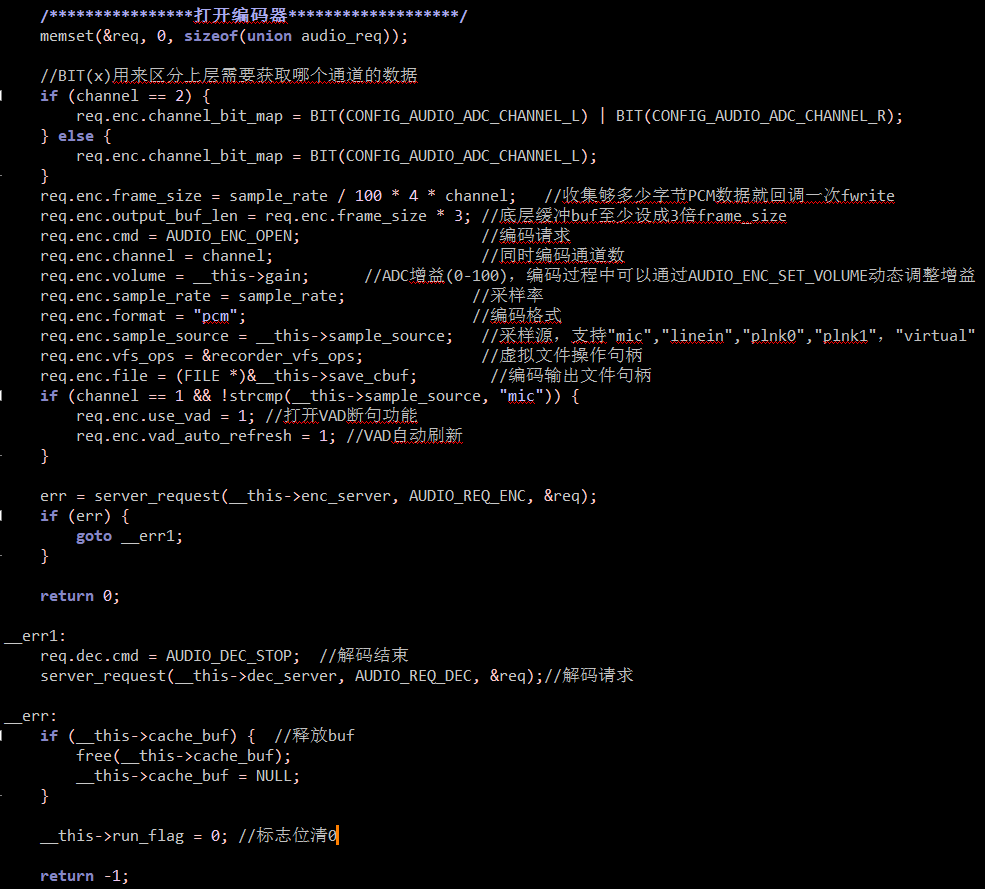 /****************打开编码器*******************/
memset(&req, 0, sizeof(union audio_req));
//BIT(x)用来区分上层需要获取哪个通道的数据
if (channel == 2) {
req.enc.channel_bit_map = BIT(CONFIG_AUDIO_ADC_CHANNEL_L) | BIT(CONFIG_AUDIO_ADC_CHANNEL_R);
} else {
req.enc.channel_bit_map = BIT(CONFIG_AUDIO_ADC_CHANNEL_L);
}
req.enc.frame_size = sample_rate / 100 * 4 * channel;   //收集够多少字节PCM数据就回调一次fwrite
req.enc.output_buf_len = req.enc.frame_size * 3; //底层缓冲buf至少设成3倍frame_size
req.enc.cmd = AUDIO_ENC_OPEN;                    //编码请求
req.enc.channel = channel;                       //同时编码通道数
req.enc.volume = __this->gain;      //ADC增益(0-100), 编码过程中可以通过AUDIO_ENC_SET_VOLUME动态调整增益
req.enc.sample_rate = sample_rate;              //采样率
req.enc.format = "pcm";                         //编码格式
req.enc.sample_source = __this->sample_source;   //采样源，支持"mic","linein","plnk0","plnk1"，"virtual"
req.enc.vfs_ops = &recorder_vfs_ops;             //虚拟文件操作句柄
req.enc.file = (FILE *)&__this->save_cbuf;        //编码输出文件句柄
if (channel == 1 && !strcmp(__this->sample_source, "mic")) {
req.enc.use_vad = 1; //打开VAD断句功能
req.enc.vad_auto_refresh = 1; //VAD自动刷新
}
err = server_request(__this->enc_server, AUDIO_REQ_ENC, &req);
if (err) {
goto __err1;
}
return 0;
__err1:
req.dec.cmd = AUDIO_DEC_STOP;  //解码结束
server_request(__this->dec_server, AUDIO_REQ_DEC, &req);//解码请求
__err:
if (__this->cache_buf) {  //释放buf
free(__this->cache_buf);
__this->cache_buf = NULL;
}
__this->run_flag = 0; //标志位清0
return -1;